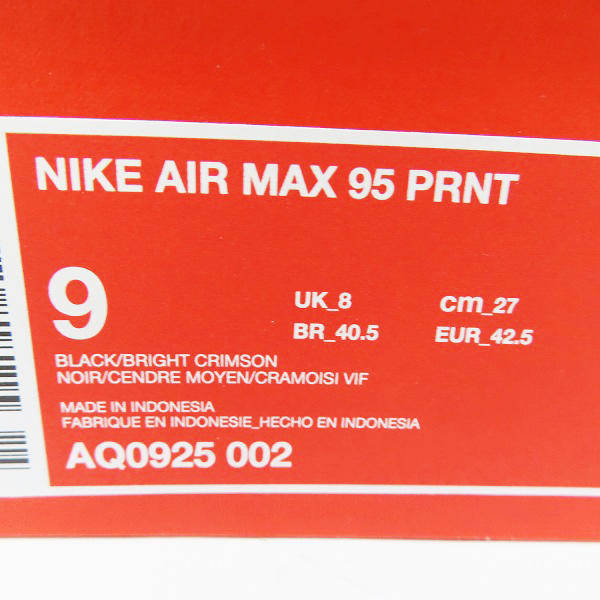 NIKE AIR MAX 95 PRNT
9
UK_8 cm_27
BR_40.5 EUR_42.5
BLACK/BRIGHT CRIMSON
NOIR/CENDRE MOYEN/CRAMOISI VIF
MADE IN INDONESIA
FABRIQUE EN INDONESIE_HECHO EN INDONESIA
AQ0925 002